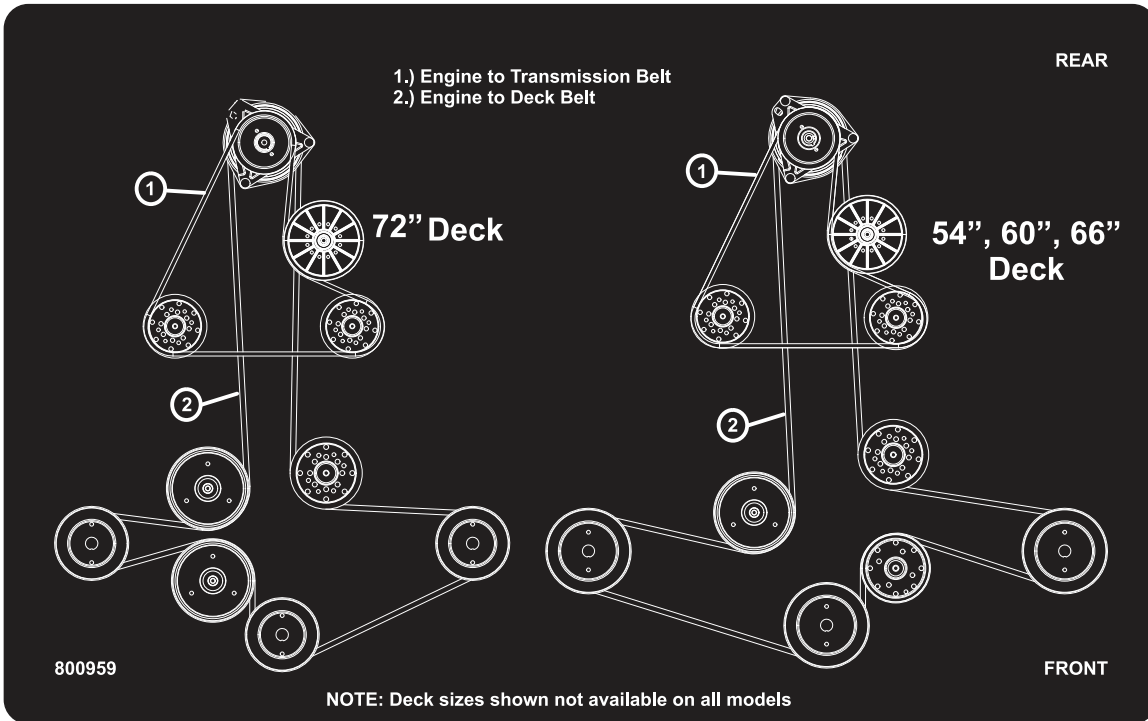 REAR
1.) Engine to Transmission Belt
2.) Engine to Deck Belt
1
1
72” Deck
54”, 60”, 66”
Deck
2
2
800959
FRONT
NOTE: Deck sizes shown not available on all models